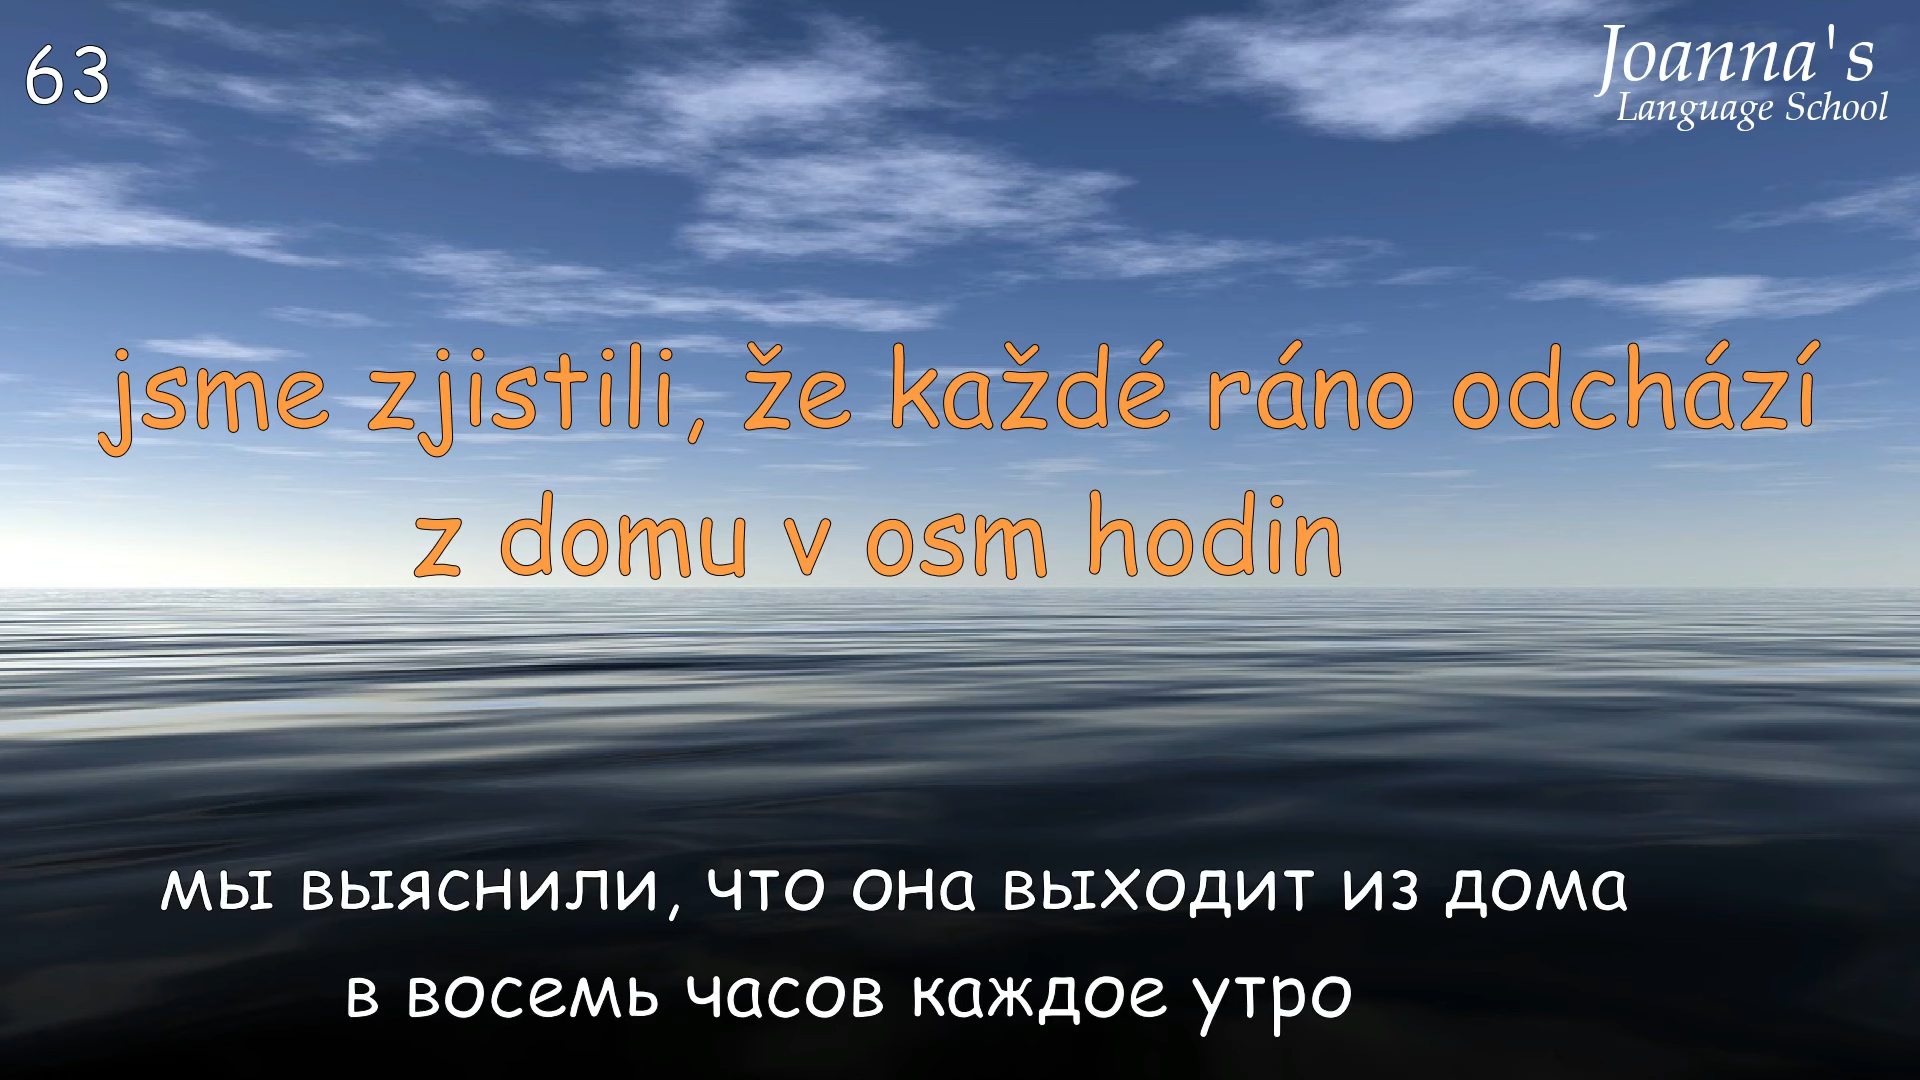 63
Joanna's
Language School
jsme zjistili, že každé ráno odchází
z domu v osm hodin
мы выяснили, что она выходит из дома
в восемь часов каждое утро